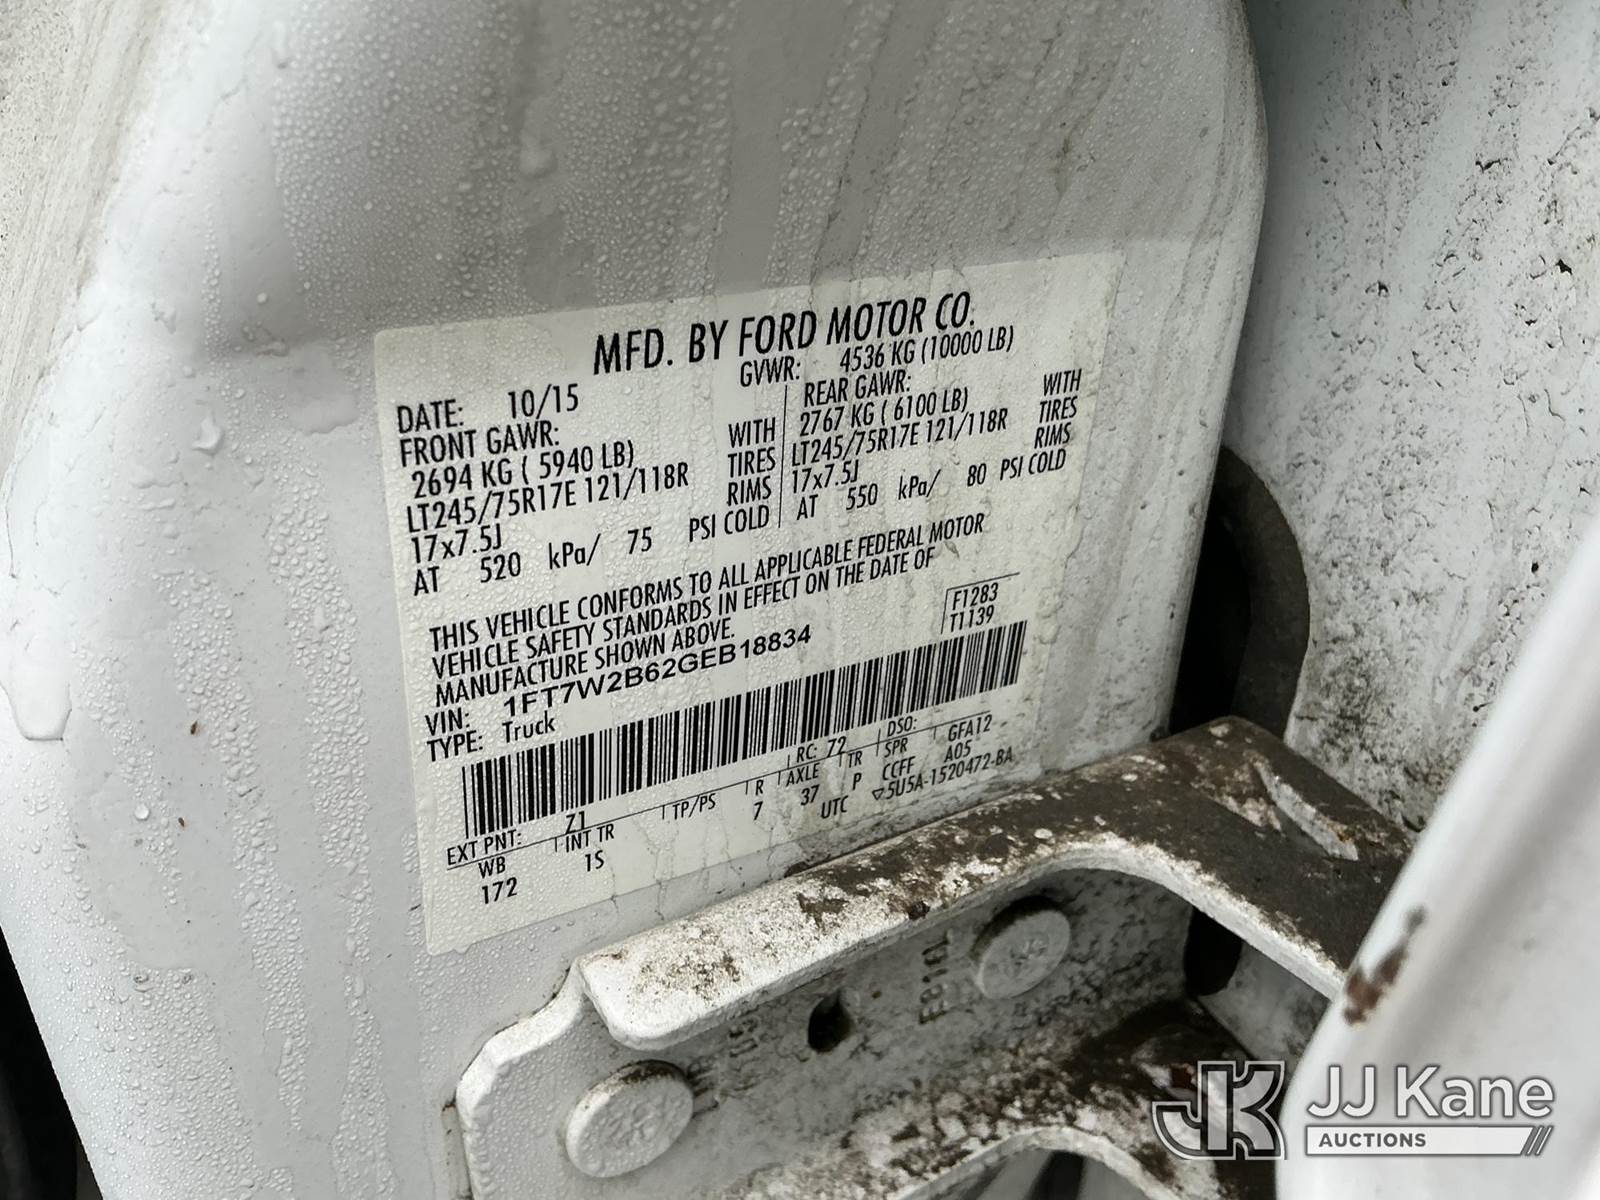 MFD. BY FORD MOTOR CO.
DATE: 10/15 GVWR: 4536 KG (10000 LB)
FRONT GAWR: REAR GAWR:
2694 KG ( 5940 LB) WITH 2767 KG ( 6100 LB) WITH
LT245/75R17E 121/118R TIRES LT245/75R17E 121/118R TIRES
17x7.5J RIMS 17x7.5J RIMS
AT 520 kPa/ 75 PSI COLD AT 550 kPa/ 80 PSI COLD
THIS VEHICLE CONFORMS TO ALL APPLICABLE FEDERAL MOTOR
VEHICLE SAFETY STANDARDS IN EFFECT ON THE DATE OF
MANUFACTURE SHOWN ABOVE.
F1283
T1139
VIN: 1FT7W2B62GEB18834
TYPE: Truck
EXT PNT: Z1 RC: 72 DSO:
WB INT TR TP/PS R AXLE TR SPR GFA12
172 1S 7 37 P CCFF A05
UTC ▽5U5A-1520472-BA
F81CL
JK JJ Kane
AUCTIONS